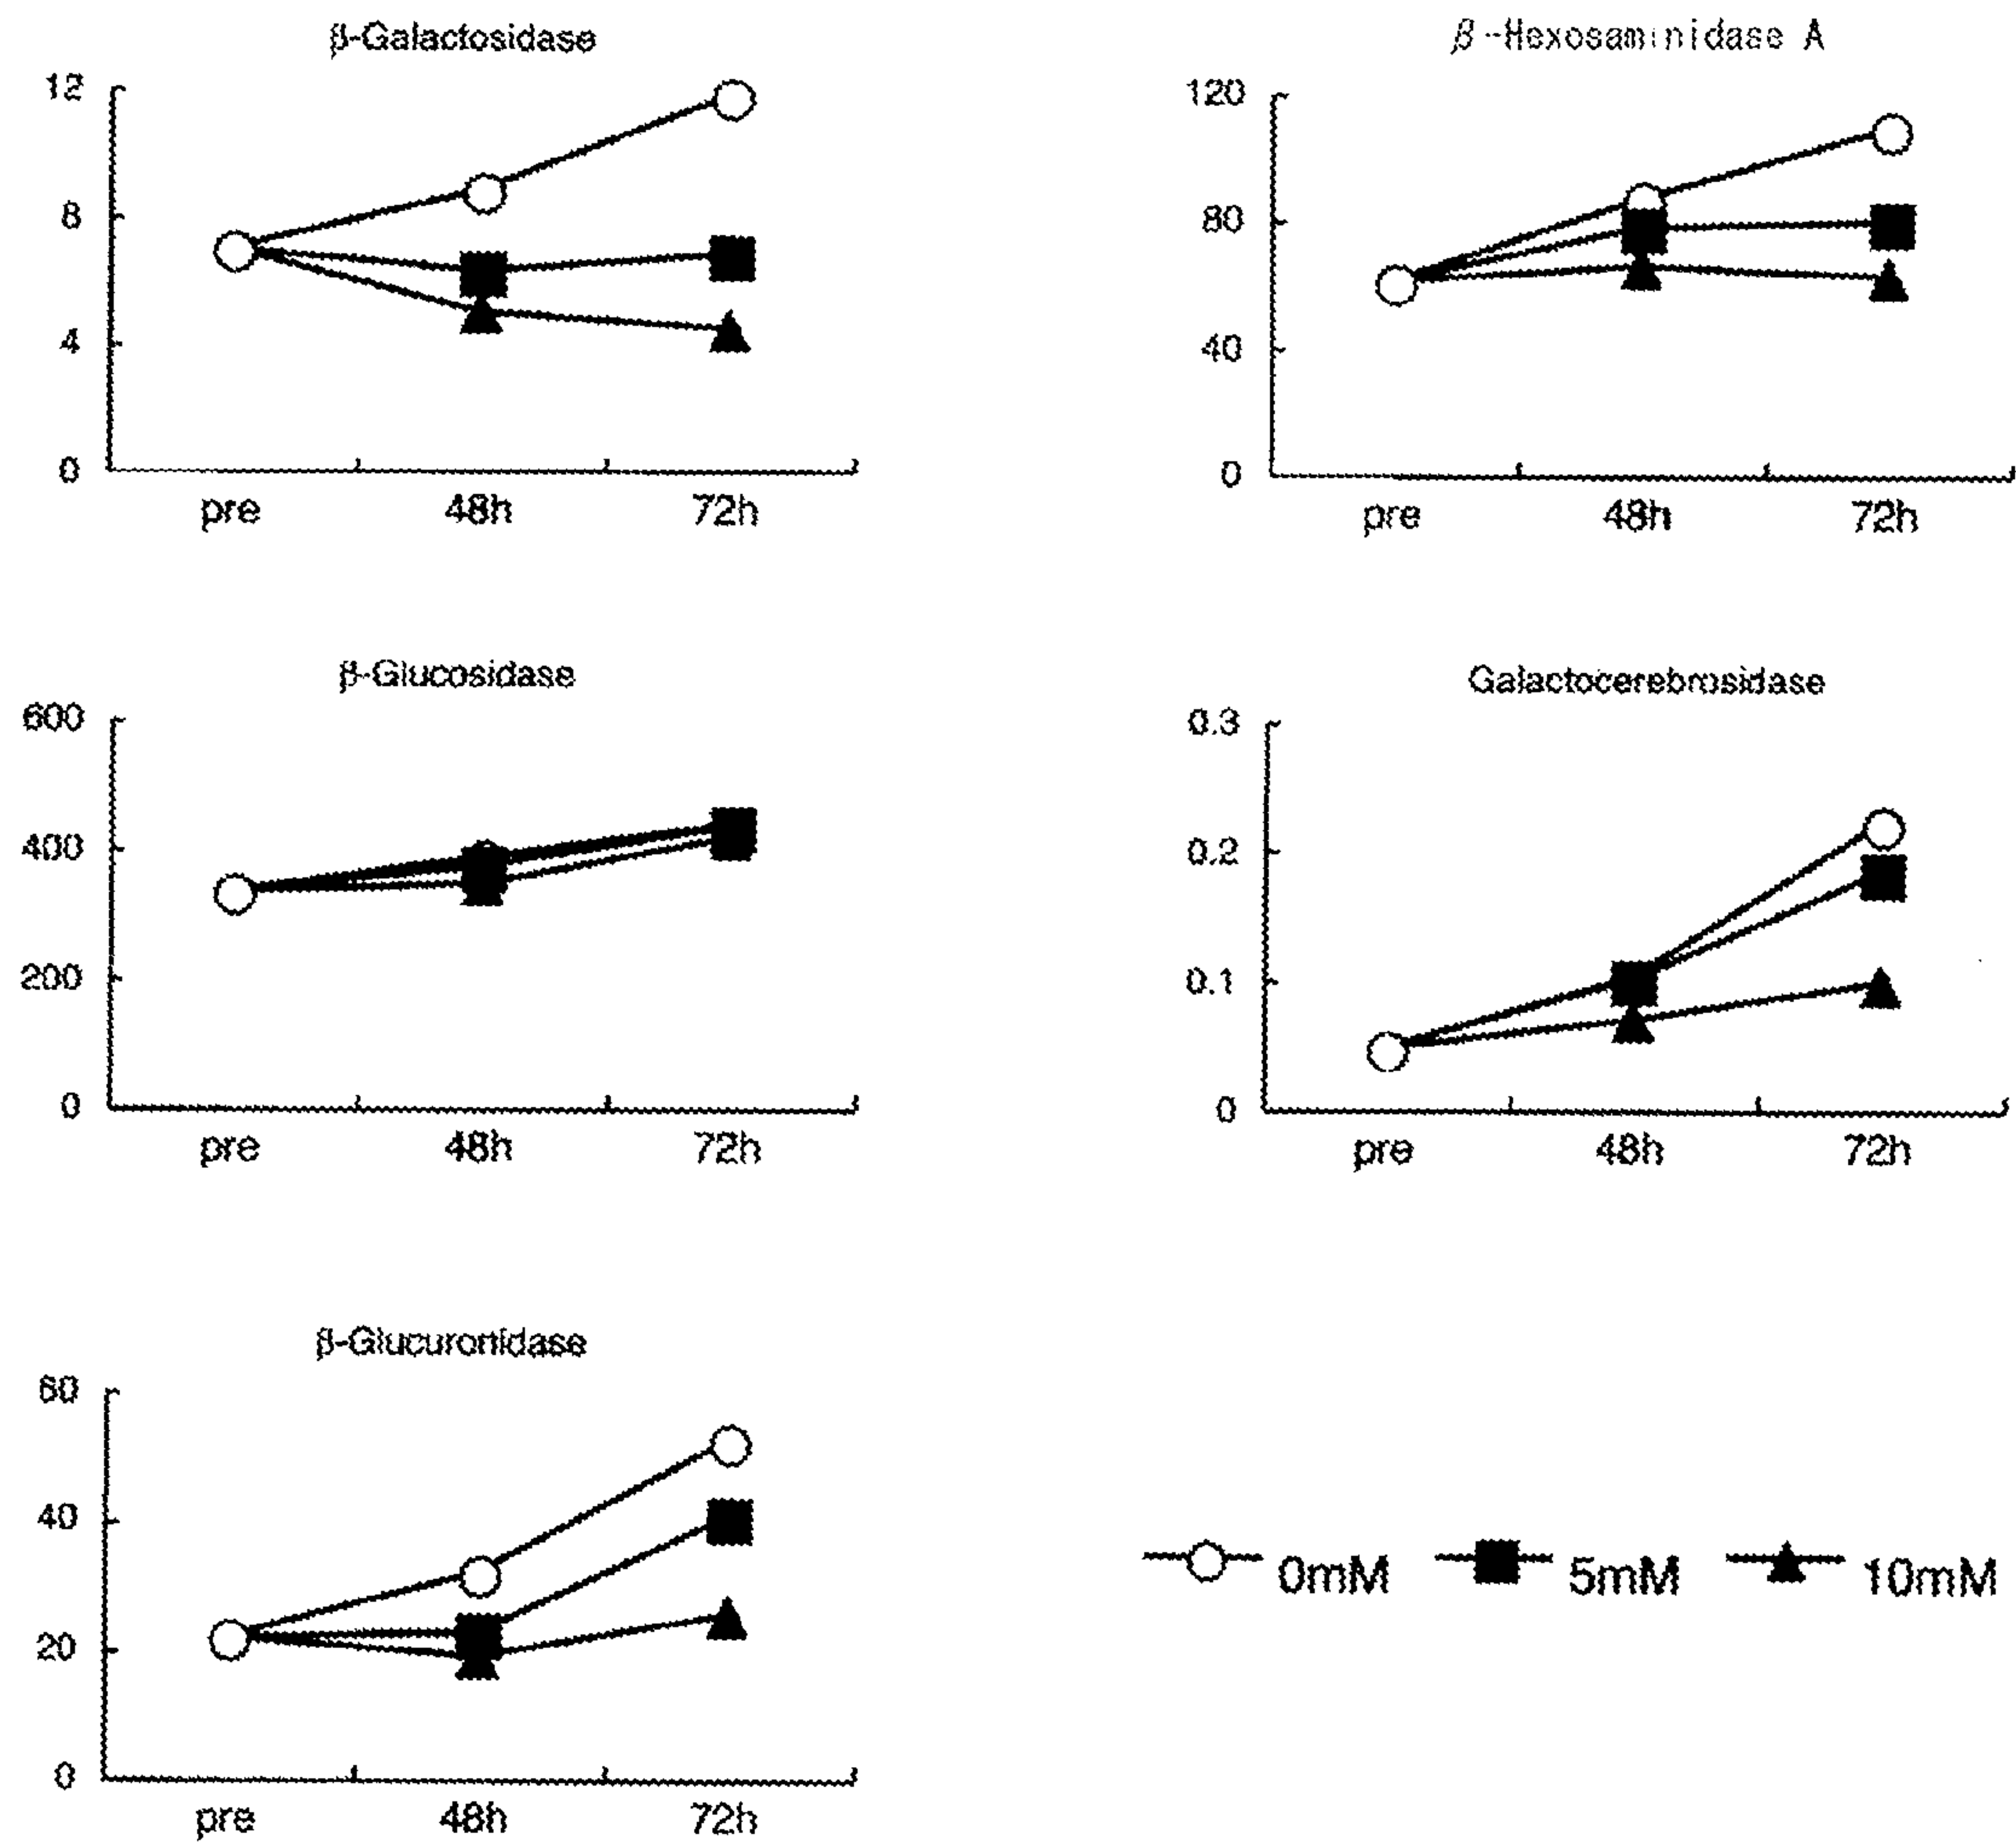 β-Galactosidase
12
8
4
0
pre 48h 72h
β-Hexosaminidase A
120
80
40
0
pre 48h 72h
β-Glucosidase
600
400
200
0
pre 48h 72h
Galactocerebrosidase
0.3
0.2
0.1
0
pre 48h 72h
β-Glucuronidase
60
40
20
0
pre 48h 72h
0mM 5mM 10mM